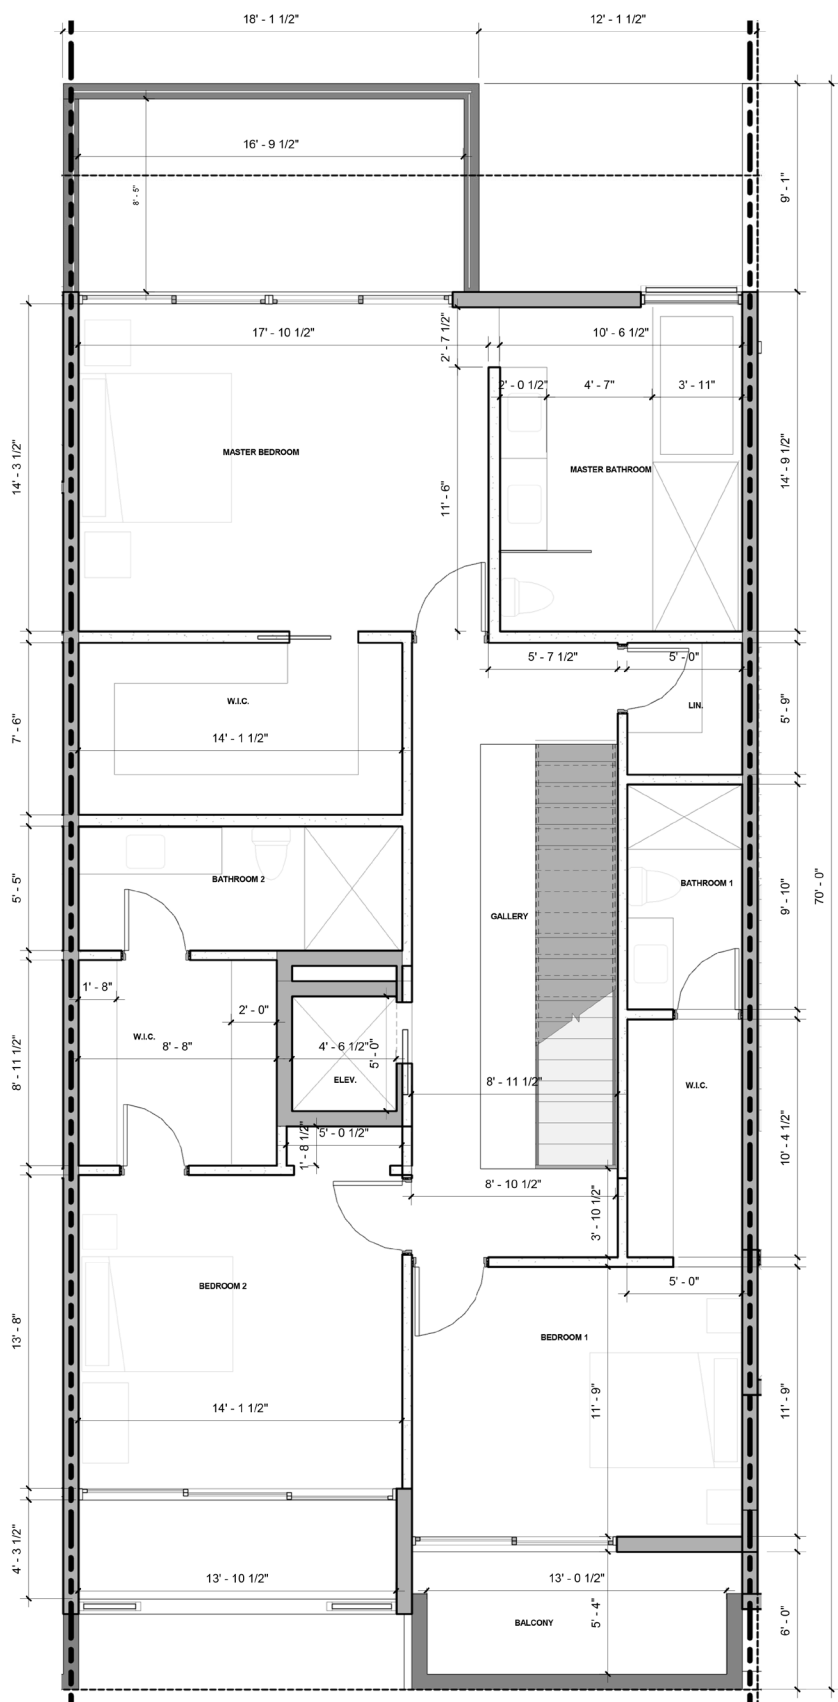 18' - 1 1/2"
12' - 1 1/2"
16' - 9 1/2"
8' - 5"
9' - 1"
17' - 10 1/2"
2' - 7 1/2"
10' - 6 1/2"
2' - 0 1/2"
4' - 7"
3' - 11"
14' - 3 1/2"
MASTER BEDROOM
11' - 6"
MASTER BATHROOM
14' - 9 1/2"
5' - 7 1/2"
5' - 0"
W.I.C.
LIN.
5' - 9"
7' - 6"
14' - 1 1/2"
5' - 5"
BATHROOM 2
BATHROOM 1
9' - 10"
70' - 0"
GALLERY
1' - 8"
2' - 0"
W.I.C.
8' - 8"
4' - 6 1/2"
5' - 0"
ELEV.
8' - 11 1/2"
8' - 11 1/2"
W.I.C.
5' - 0 1/2"
1' - 8 1/2"
10' - 4 1/2"
8' - 10 1/2"
3' - 10 1/2"
5' - 0"
BEDROOM 2
13' - 8"
BEDROOM 1
14' - 1 1/2"
11' - 9"
11' - 9"
4' - 3 1/2"
13' - 10 1/2"
13' - 0 1/2"
5' - 4"
BALCONY
6' - 0"